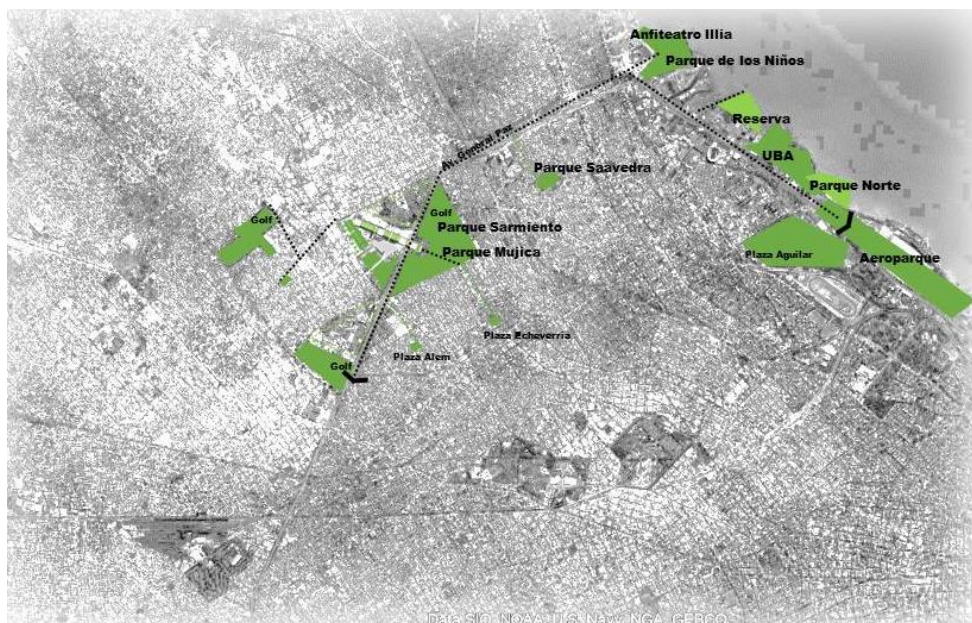 Anfiteatro Illia
Parque de los Niños
Reserva
Av. General Paz
UBA
Parque Saavedra
Parque Norte
Golf
Golf
Parque Sarmiento
Parque Mujica
Plaza Aguilar
Aeroparque
Plaza Echeverria
Plaza Alem
Golf
Data SIO, NOAA, U.S. Navy, NGA, GEBCO